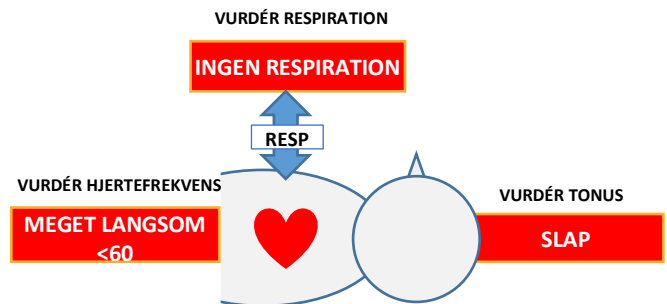 VURDÉR RESPIRATION
INGEN RESPIRATION
RESP
VURDÉR HJERTEFREKVENS
MEGET LANGSOM
<60
VURDÉR TONUS
SLAP